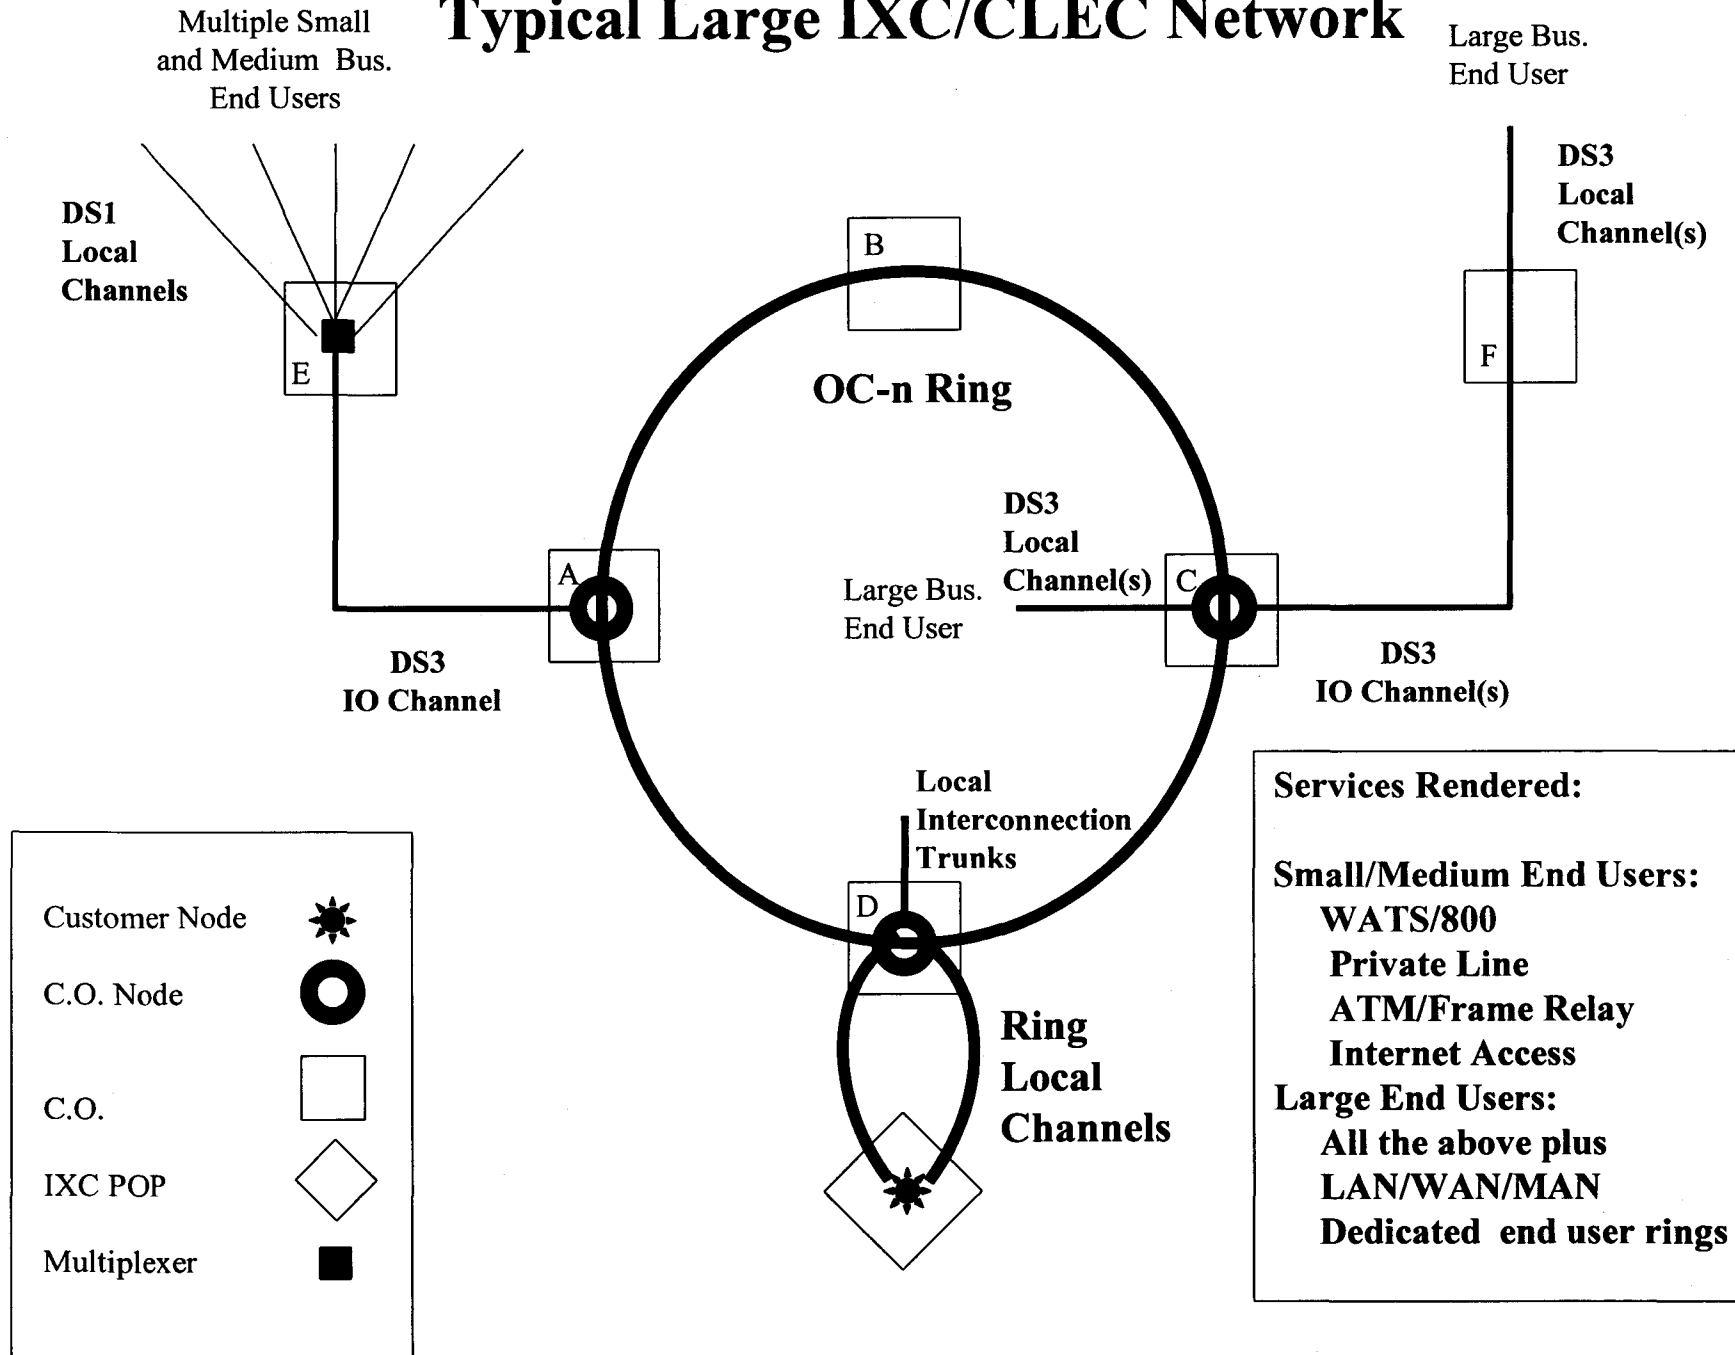 Typical Large IXC/CLEC Network
Multiple Small
and Medium Bus.
End Users
Large Bus.
End User
DS1
Local
Channels
DS3
Local
Channel(s)
B
E
F
OC-n Ring
DS3
Local
Channel(s)
A
C
Large Bus.
End User
DS3
IO Channel
DS3
IO Channel(s)
Local
Interconnection
Trunks
D
Ring
Local
Channels
Customer Node
C.O. Node
C.O.
IXC POP
Multiplexer
Services Rendered:
Small/Medium End Users:
WATS/800
Private Line
ATM/Frame Relay
Internet Access
Large End Users:
All the above plus
LAN/WAN/MAN
Dedicated end user rings